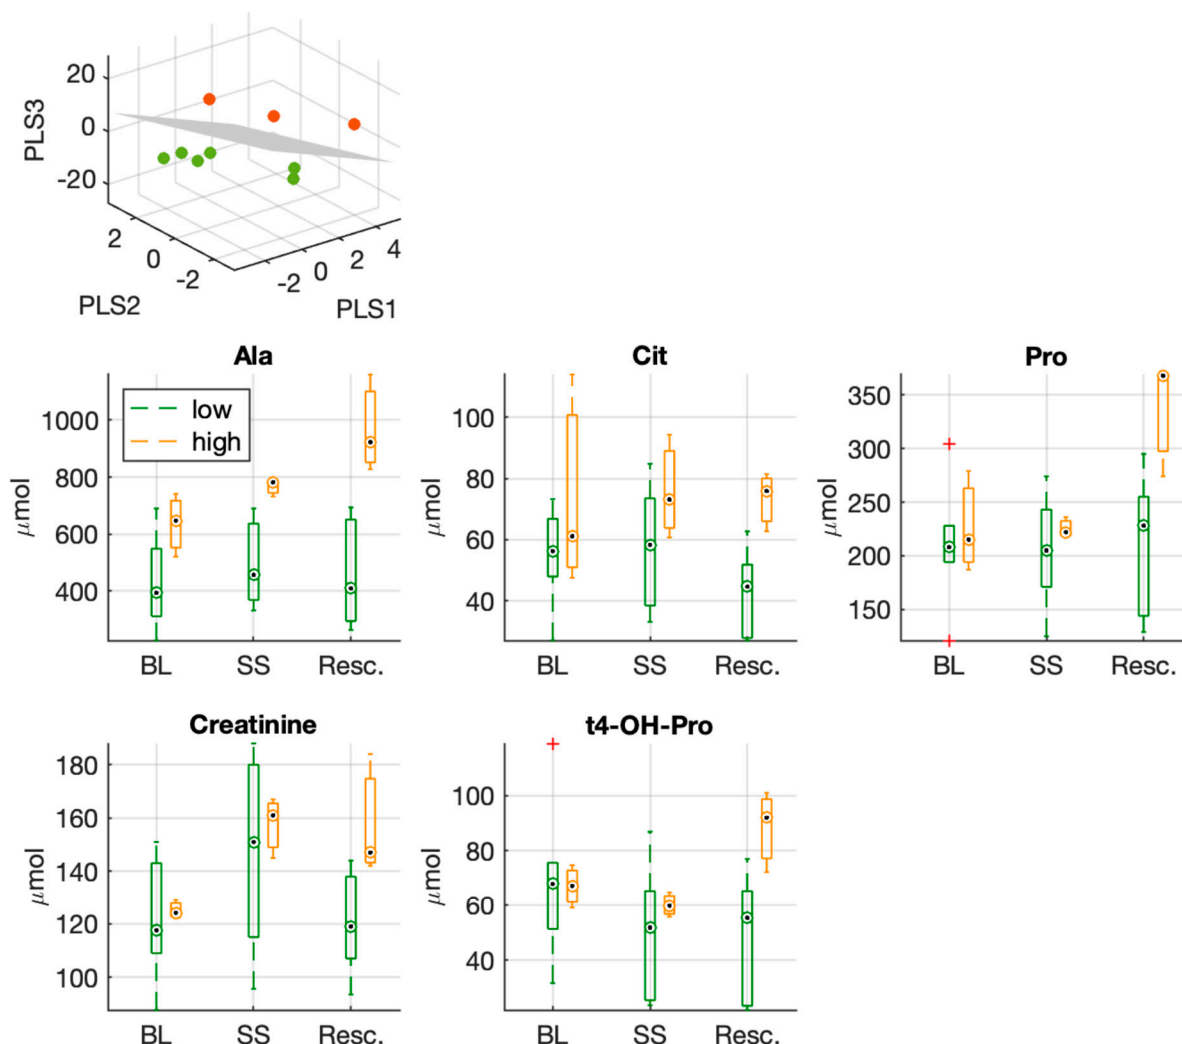 PLS3
20
0
-20
2
0
-2
PLS2
-2
0
2
4
PLS1
Ala
μmol
1000
800
600
400
low
high
BL SS Resc.
Cit
μmol
100
80
60
40
BL SS Resc.
Pro
μmol
350
300
250
200
150
BL SS Resc.
Creatinine
μmol
180
160
140
120
100
BL SS Resc.
t4-OH-Pro
μmol
100
80
60
40
BL SS Resc.